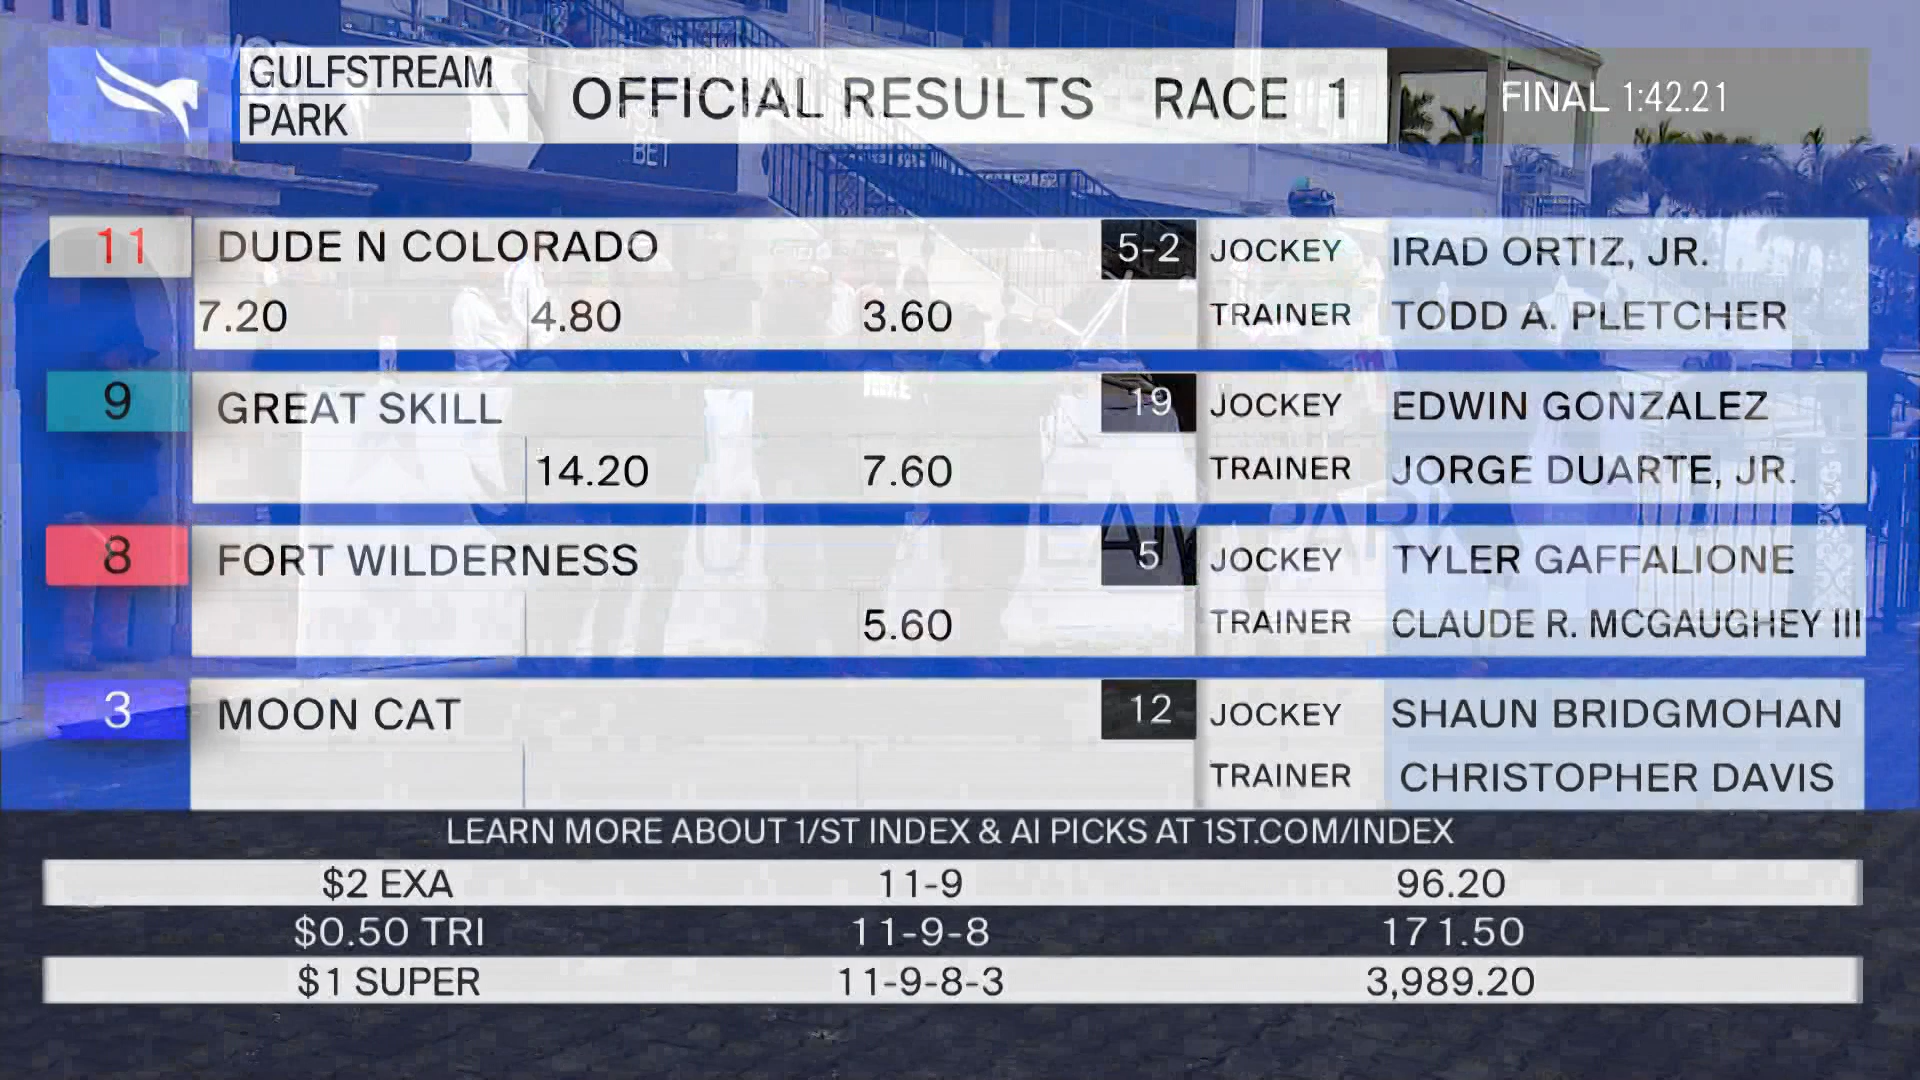 GULFSTREAM
PARK
OFFICIAL RESULTS RACE 1
FINAL 1:42.21
BET
11 DUDE N COLORADO 5-2 JOCKEY IRAD ORTIZ, JR.
7.20 4.80 3.60 TRAINER TODD A. PLETCHER
9 GREAT SKILL 19 JOCKEY EDWIN GONZALEZ
14.20 7.60 TRAINER JORGE DUARTE, JR.
8 FORT WILDERNESS 5 JOCKEY TYLER GAFFALIONE
5.60 TRAINER CLAUDE R. MCGAUGHEY III
3 MOON CAT 12 JOCKEY SHAUN BRIDGMOHAN
TRAINER CHRISTOPHER DAVIS
LEARN MORE ABOUT 1/ST INDEX & AI PICKS AT 1ST.COM/INDEX
$2 EXA 11-9 96.20
$0.50 TRI 11-9-8 171.50
$1 SUPER 11-9-8-3 3,989.20